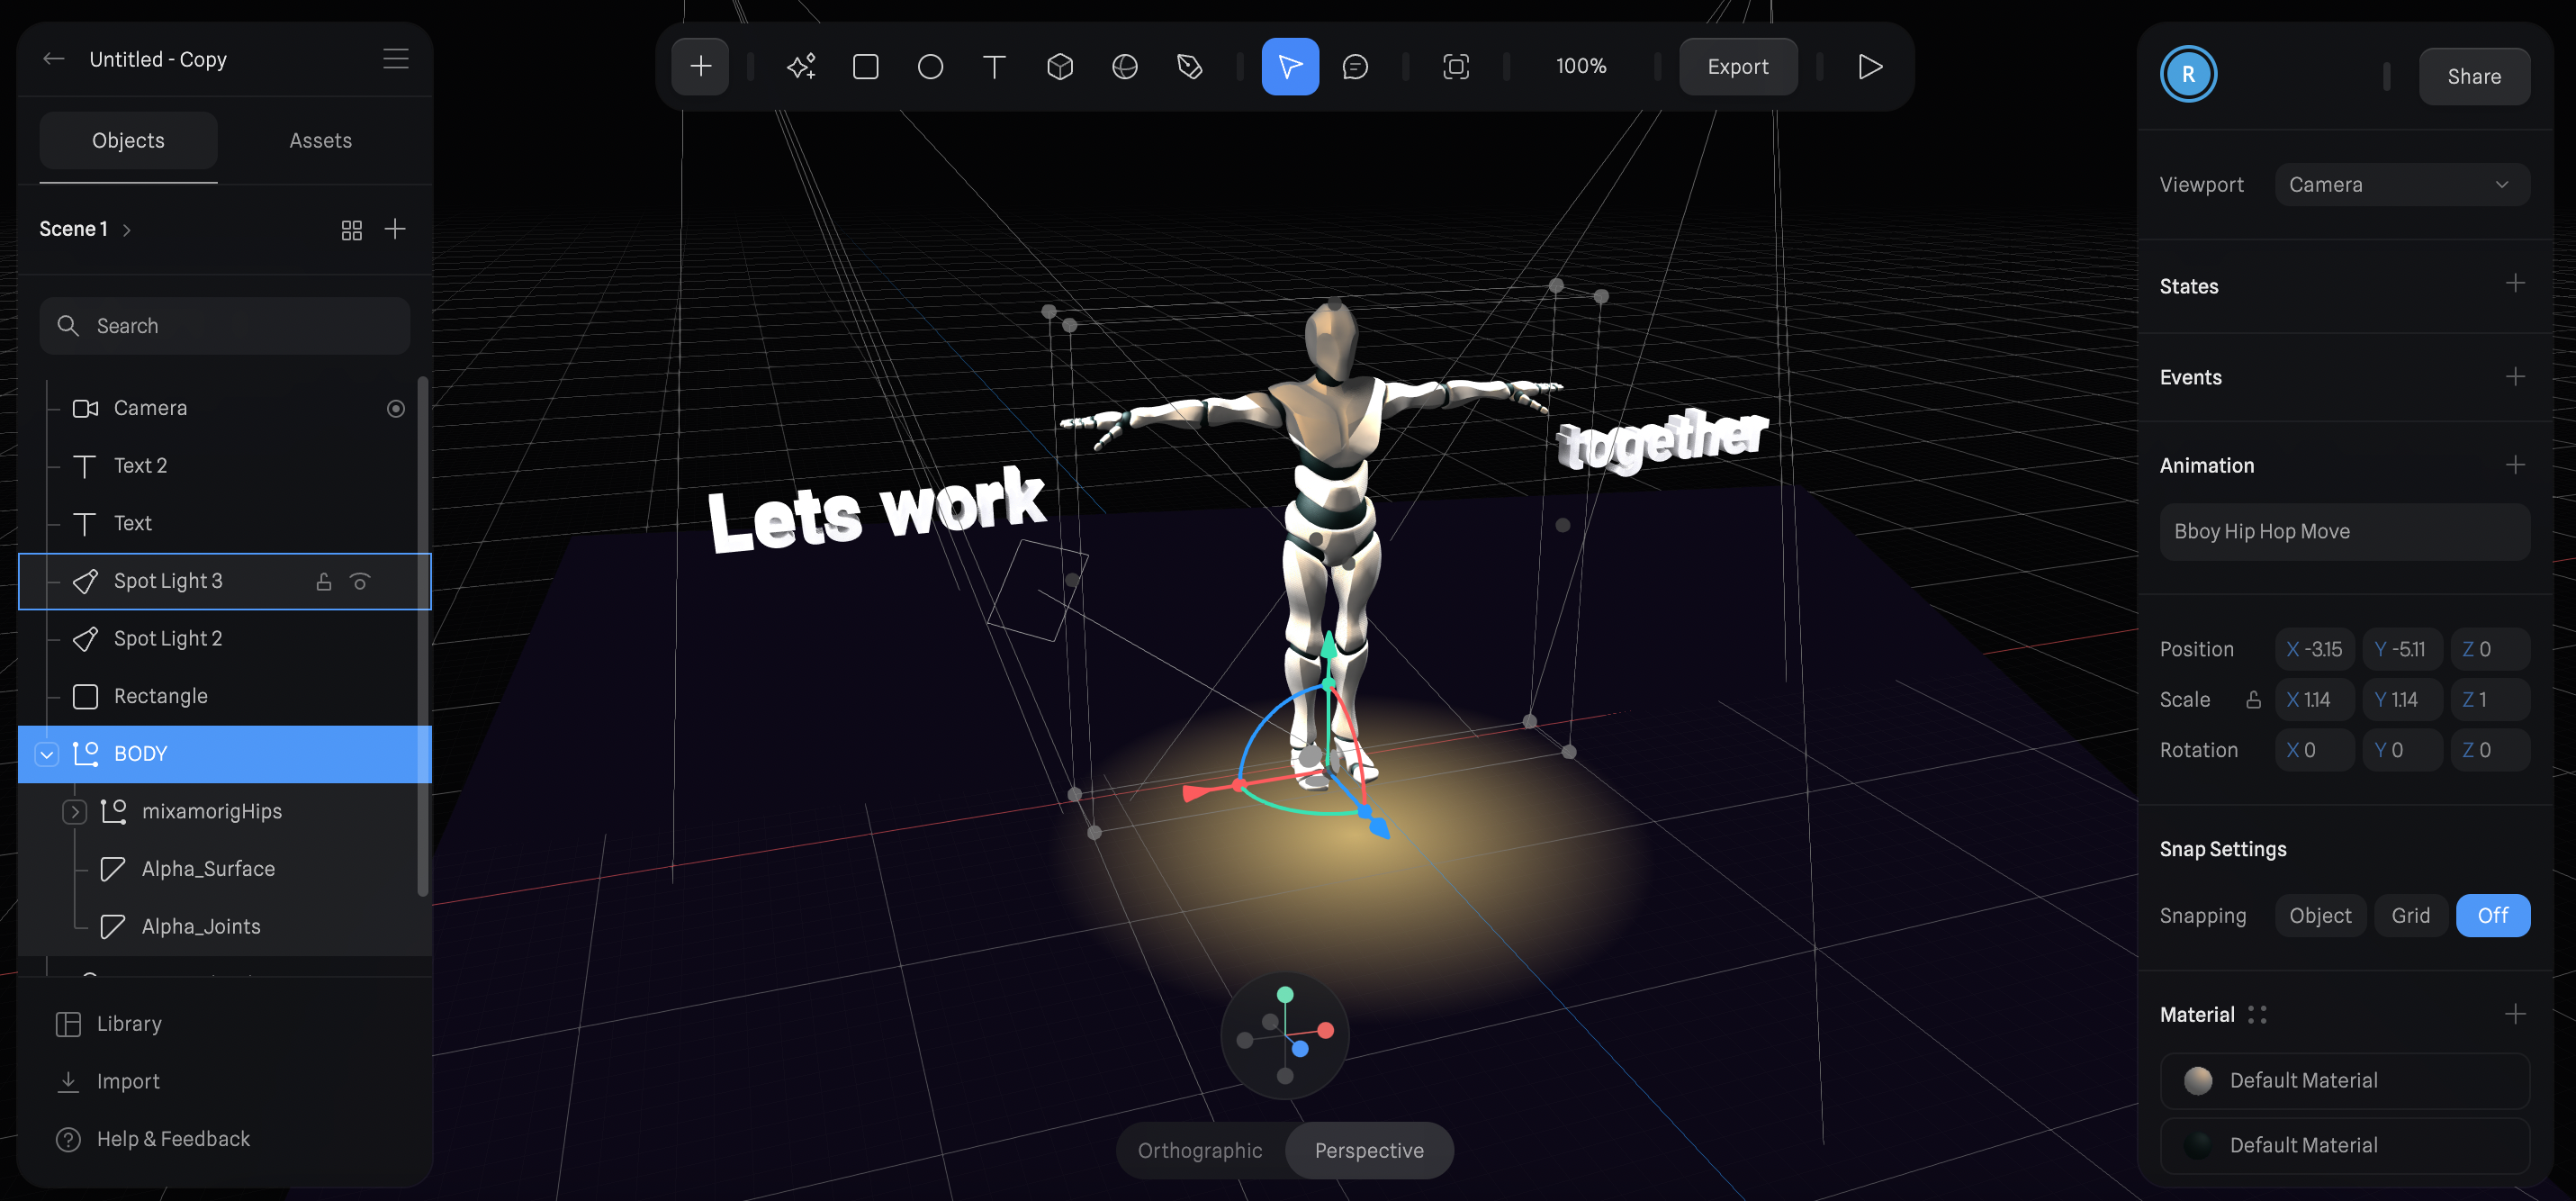 Untitled - Copy
Objects
Assets
Scene 1
Search
Camera
Text 2
Text
Spot Light 3
Spot Light 2
Rectangle
BODY
mixamorigHips
Alpha_Surface
Alpha_Joints
Library
Import
Help & Feedback
100%
Export
Lets work
together
Orthographic
Perspective
R
Share
Viewport
Camera
States
Events
Animation
Bboy Hip Hop Move
Position X -3.15 Y -5.11 Z 0
Scale X 1.14 Y 1.14 Z 1
Rotation X 0 Y 0 Z 0
Snap Settings
Snapping Object Grid Off
Material
Default Material
Default Material